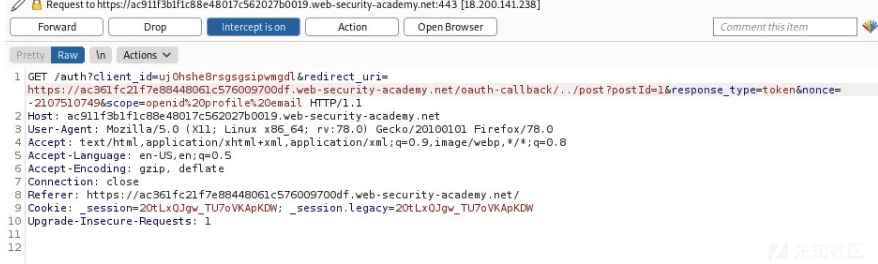 Request to https://ac911f3b1f1c88e48017c562027b0019.web-security-academy.net:443 [18.200.141.238]
Forward Drop Intercept is on Action Open Browser Comment this item
Pretty Raw \n Actions
1 GET /auth?client_id=uj0hshe8rsgsgsipwmgdl&redirect_uri=
https://ac361fc21f7e88448061c576009700df.web-security-academy.net/oauth-callback/../post?postId=1&response_type=token&nonce=
-2107510749&scope=openid%20profile%20email HTTP/1.1
2 Host: ac911f3b1f1c88e48017c562027b0019.web-security-academy.net
3 User-Agent: Mozilla/5.0 (X11; Linux x86_64; rv:78.0) Gecko/20100101 Firefox/78.0
4 Accept: text/html,application/xhtml+xml,application/xml;q=0.9,image/webp,*/*;q=0.8
5 Accept-Language: en-US,en;q=0.5
6 Accept-Encoding: gzip, deflate
7 Connection: close
8 Referer: https://ac361fc21f7e88448061c576009700df.web-security-academy.net/
9 Cookie: _session=2OtLxQJgw_TU7oVKApKDW; _session.legacy=2OtLxQJgw_TU7oVKApKDW
10 Upgrade-Insecure-Requests: 1
11
12
先知社区